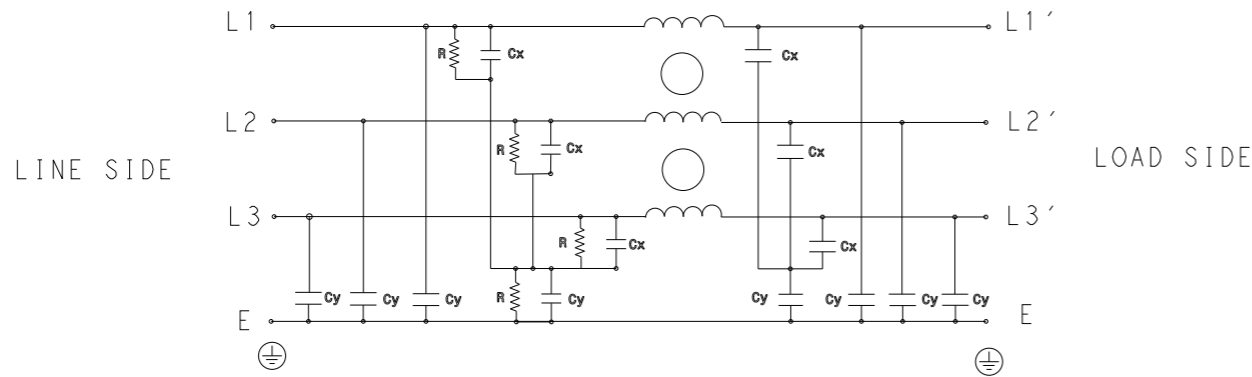 L1 L1´
R Cx Cx
L2 L2´
R Cx Cx
LINE SIDE LOAD SIDE
L3 L3´
R Cx Cx
Cy Cy Cy R Cy Cy Cy Cy Cy
E E